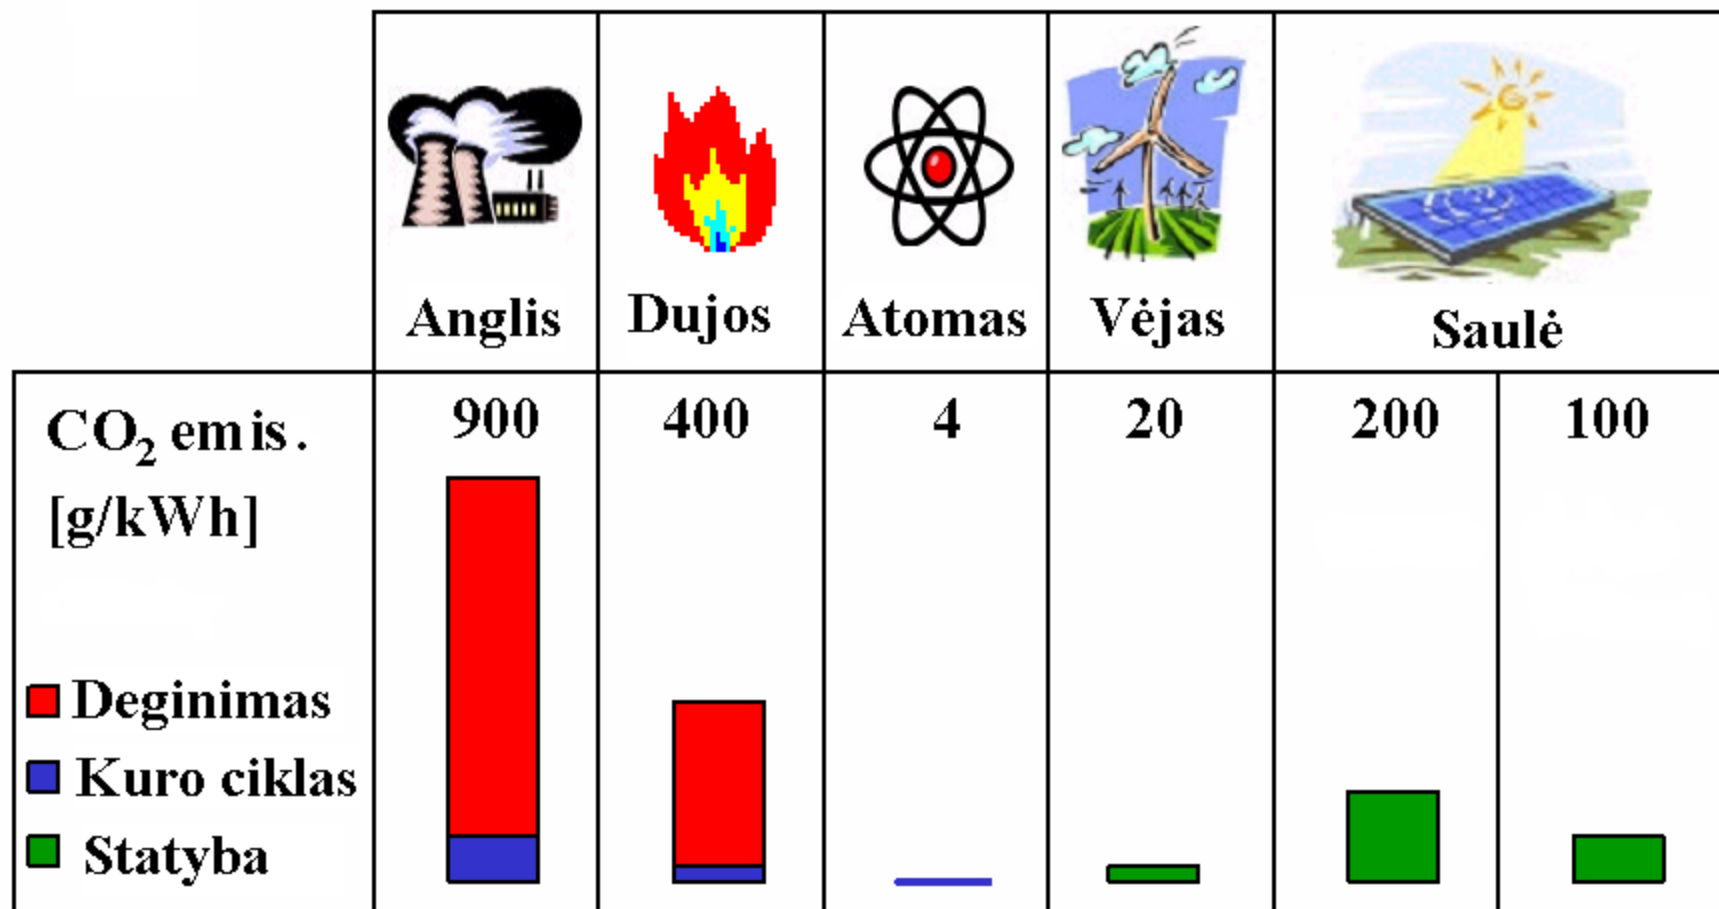 Anglis
Dujos
Atomas
Vėjas
Saulė
CO₂ emis.
[g/kWh]
900
400
4
20
200
100
Deginimas
Kuro ciklas
Statyba